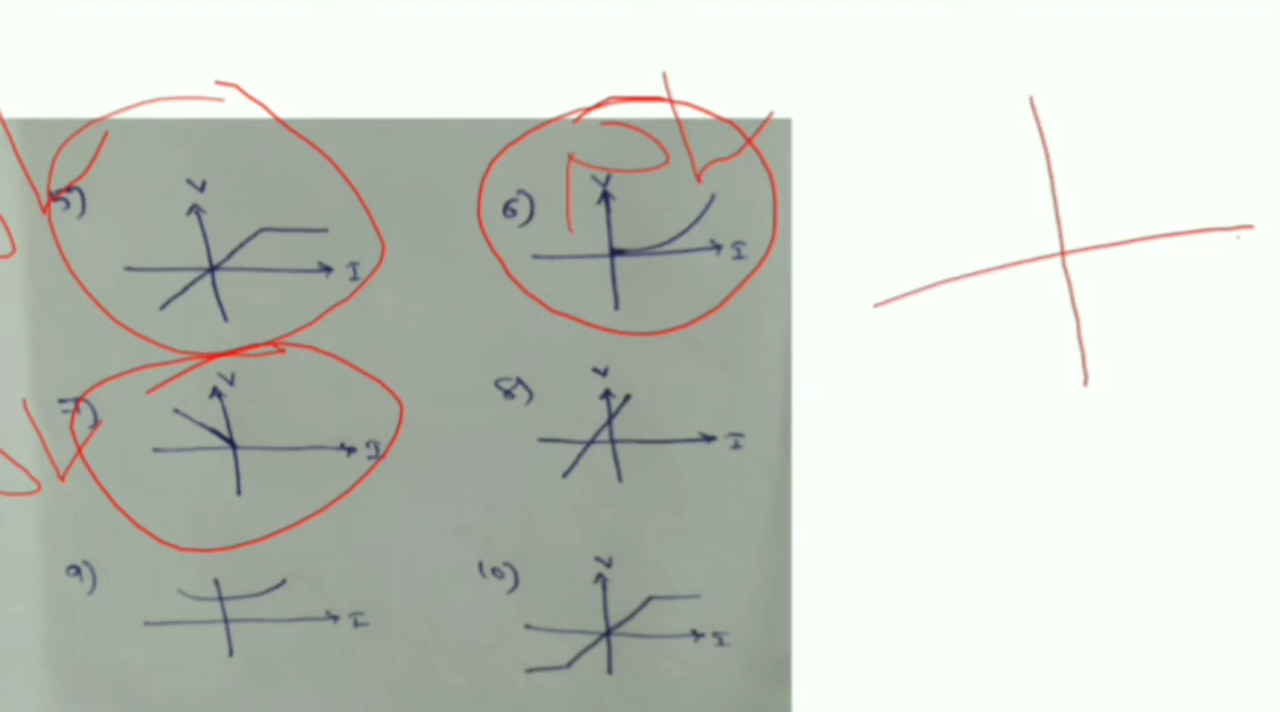 5) V I
6) V I
7) V I
8) V I
9) I
10) V I